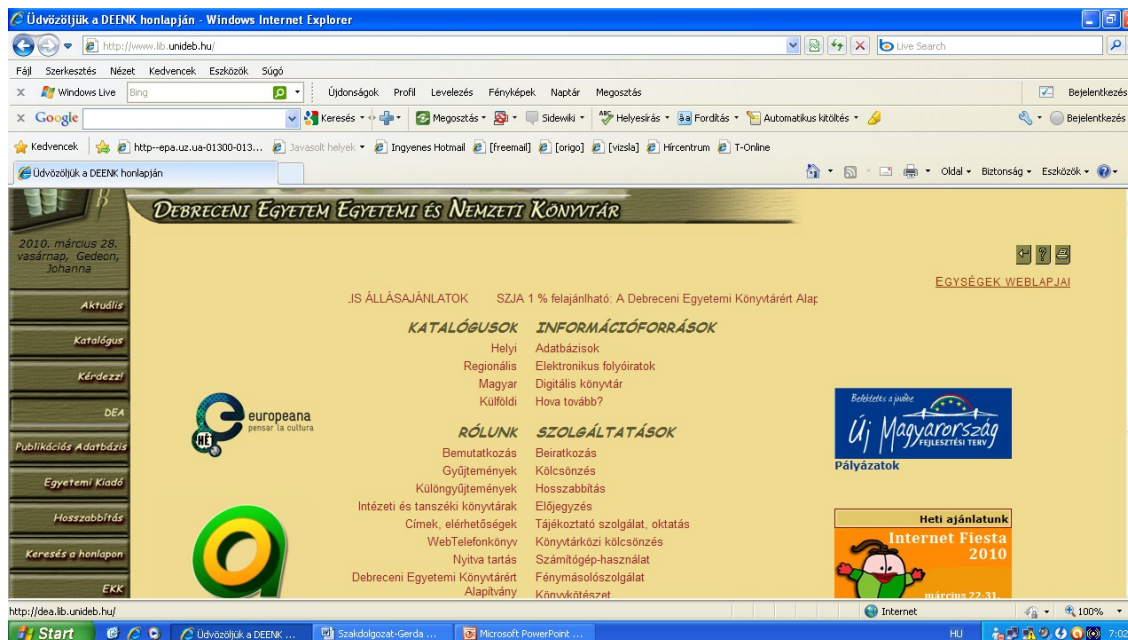 Üdvözöljük a DEENK honlapján - Windows Internet Explorer
http://www.lib.unideb.hu/
Live Search
Fájl Szerkesztés Nézet Kedvencek Eszközök Súgó
Windows Live Bing Újdonságok Profil Levelezés Fényképek Naptár Megosztás Bejelentkezés
Google Keresés Megosztás Sidewiki Helyesírás Fordítás Automatikus kitöltés Bejelentkezés
Kedvencek http--epa.uz.ua-01300-013... Javasolt helyek Ingyenes Hotmail [freemail] [origo] [vizsla] Hírcentrum T-Online
Üdvözöljük a DEENK honlapján Oldal Biztonság Eszközök
DEBRECENI EGYETEM EGYETEMI ÉS NEMZETI KÖNYVTÁR
2010. március 28.
vasárnap, Gedeon,
Johanna
EGYSÉGEK WEBLAPJAI
Aktuális
Katalógus
Kérdezz!
DEA
Publikációs Adatbázis
Egyetemi Kiadó
Hosszabbítás
Keresés a honlapon
EKK
IS ÁLLÁSAJÁNLATOK SZJA 1 % felajánlható: A Debreceni Egyetemi Könyvtárért Alap
KATALÓGUSOK
Helyi
Regionális
Magyar
Külföldi
INFORMÁCIÓFORRÁSOK
Adatbázisok
Elektronikus folyóiratok
Digitális könyvtár
Hova tovább?
europeana
pensar la cultura
HÉT
RÓLUNK
Bemutatkozás
Gyűjtemények
Különgyűjtemények
Intézeti és tanszéki könyvtárak
Címek, elérhetőségek
WebTelefonkönyv
Nyitva tartás
Debreceni Egyetemi Könyvtárért
Alapítvány
SZOLGÁLTATÁSOK
Beiratkozás
Kölcsönzés
Hosszabbítás
Előjegyzés
Tájékoztató szolgálat, oktatás
Könyvtárközi kölcsönzés
Számítógép-használat
Fénymásolószolgálat
Könyvkötészet
Befektetés a jövőbe
Új Magyarország
FEJLESZTÉSI TERV
Pályázatok
Heti ajánlatunk
Internet Fiesta
2010
március 22-31.
http://dea.lib.unideb.hu/ Internet 100%
Start Üdvözöljük a DEENK ... Szakdolgozat-Gerda ... Microsoft PowerPoint ... HU 7:02